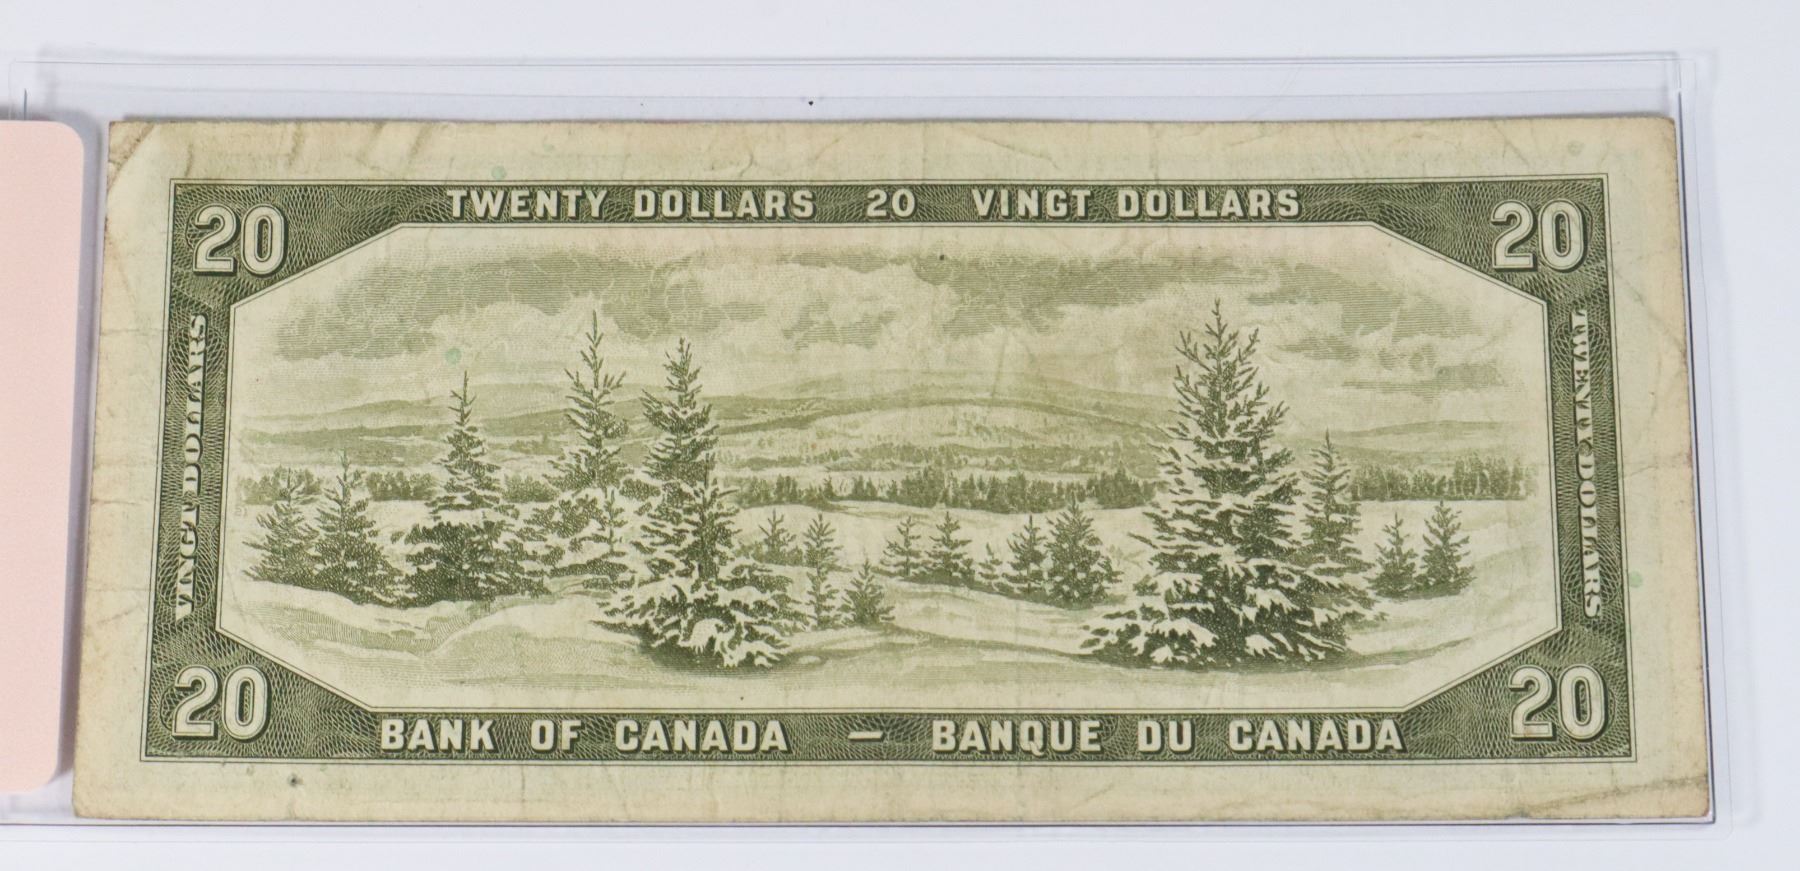 TWENTY DOLLARS 20 VINGT DOLLARS
20
20
VINGT DOLLARS
TWENTY DOLLARS
20
20
BANK OF CANADA — BANQUE DU CANADA